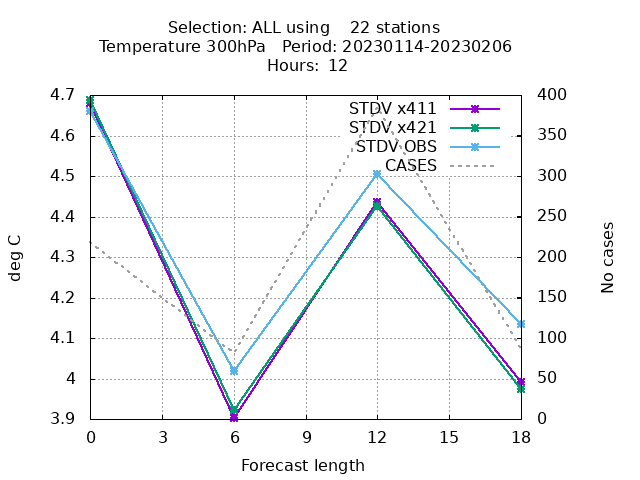 Selection: ALL using    22 stations
Temperature 300hPa   Period: 20230114-20230206
Hours: 12
STDV x411
STDV x421
STDV OBS
CASES
4.7
4.6
4.5
4.4
4.3
4.2
4.1
4
3.9
400
350
300
250
200
150
100
50
0
deg C
No cases
0 3 6 9 12 15 18
Forecast length